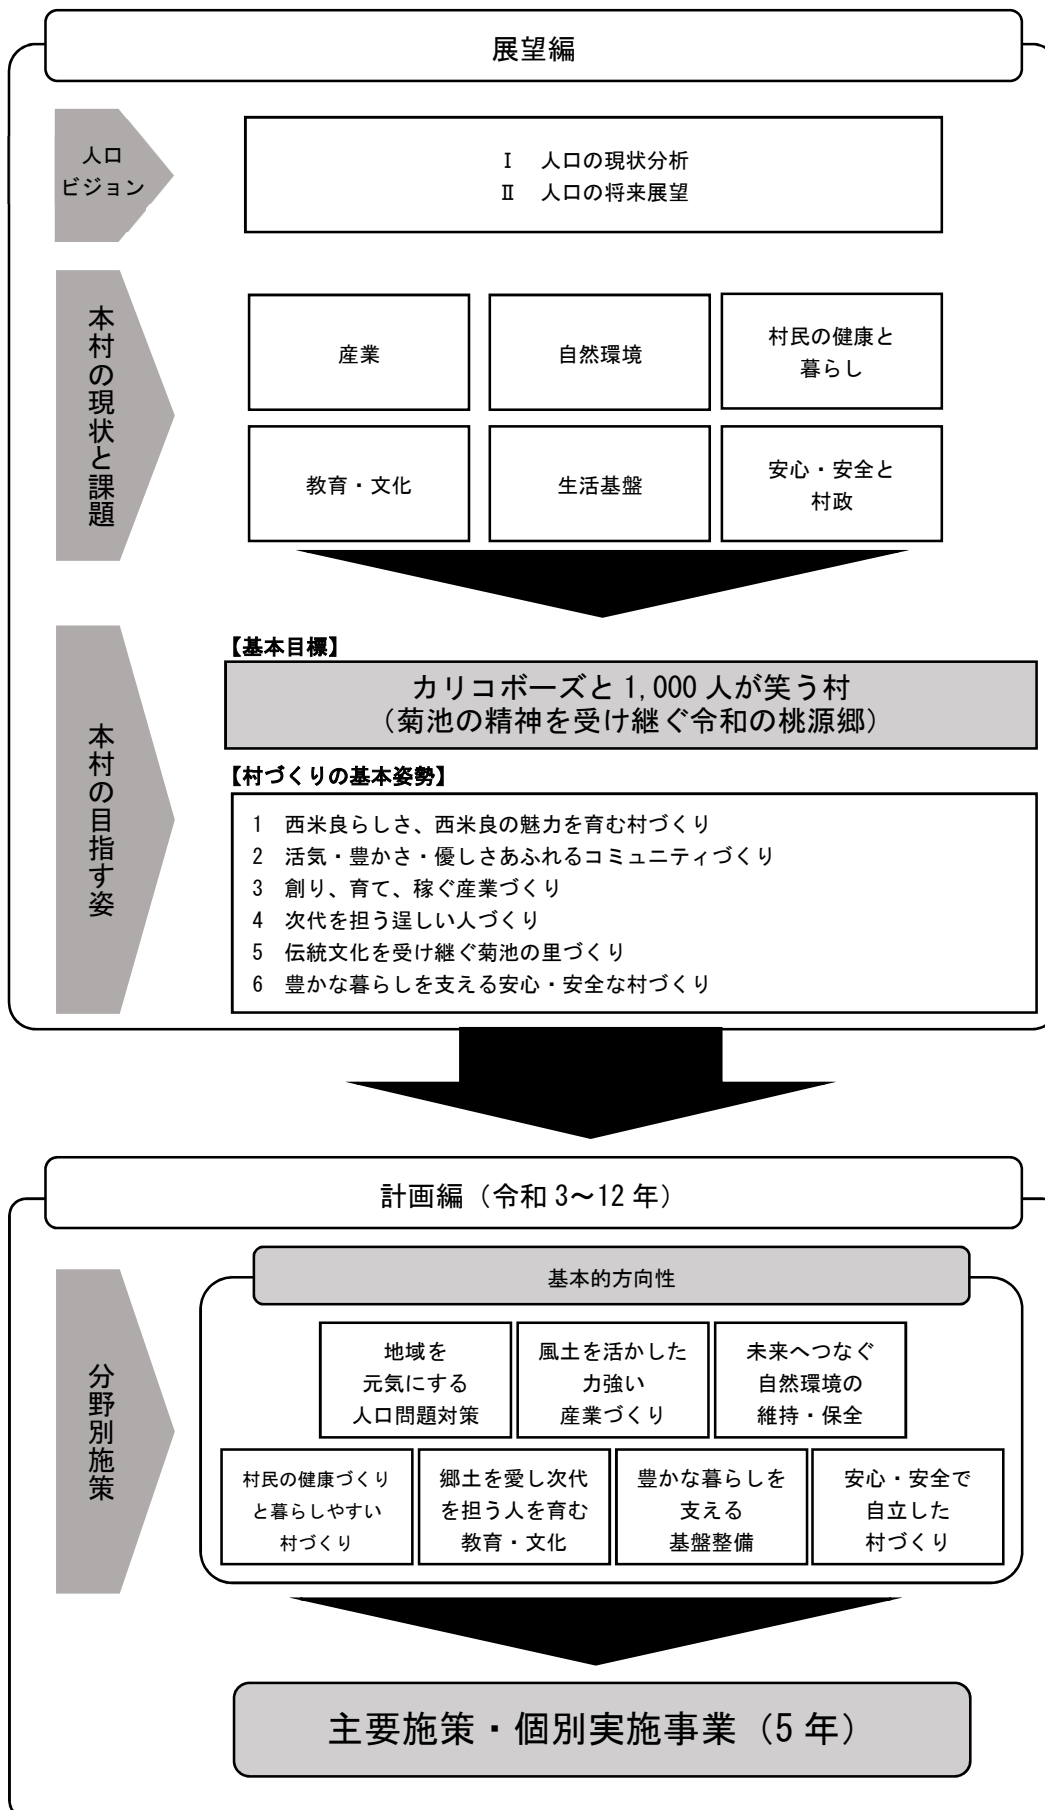 展望編
人口
ビジョン
Ⅰ 人口の現状分析
Ⅱ 人口の将来展望
本村の現状と課題
産業
自然環境
村民の健康と
暮らし
教育・文化
生活基盤
安心・安全と
村政
本村の目指す姿
【基本目標】
カリコボーズと 1,000 人が笑う村
（菊池の精神を受け継ぐ令和の桃源郷）
【村づくりの基本姿勢】
1 西米良らしさ、西米良の魅力を育む村づくり
2 活気・豊かさ・優しさあふれるコミュニティづくり
3 創り、育て、稼ぐ産業づくり
4 次代を担う逞しい人づくり
5 伝統文化を受け継ぐ菊池の里づくり
6 豊かな暮らしを支える安心・安全な村づくり
計画編（令和 3～12 年）
分野別施策
基本的方向性
地域を
元気にする
人口問題対策
風土を活かした
力強い
産業づくり
未来へつなぐ
自然環境の
維持・保全
村民の健康づくり
と暮らしやすい
村づくり
郷土を愛し次代
を担う人を育む
教育・文化
豊かな暮らしを
支える
基盤整備
安心・安全で
自立した
村づくり
主要施策・個別実施事業（5 年）